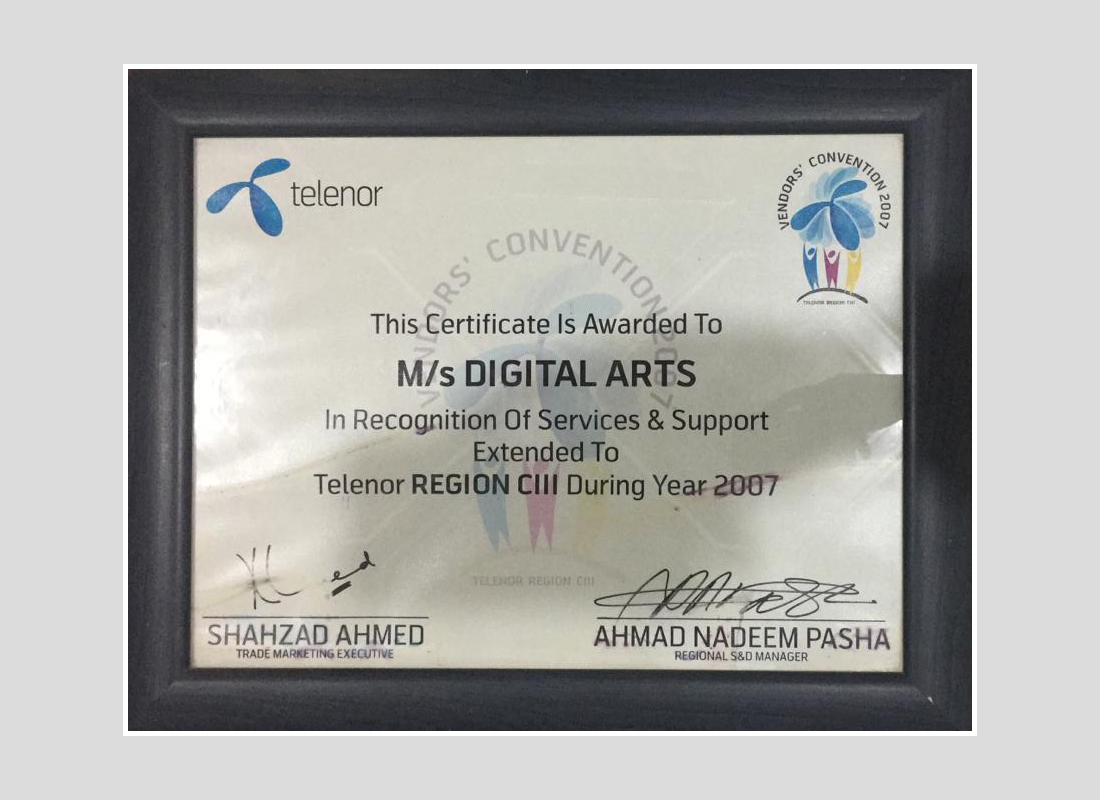 telenor
VENDORS' CONVENTION 2007
TELENOR REGION CIII
VENDORS' CONVENTION 2007
This Certificate Is Awarded To
M/s DIGITAL ARTS
In Recognition Of Services & Support
Extended To
Telenor REGION CIII During Year 2007
TELENOR REGION CIII
SHAHZAD AHMED
TRADE MARKETING EXECUTIVE
AHMAD NADEEM PASHA
REGIONAL S&D MANAGER